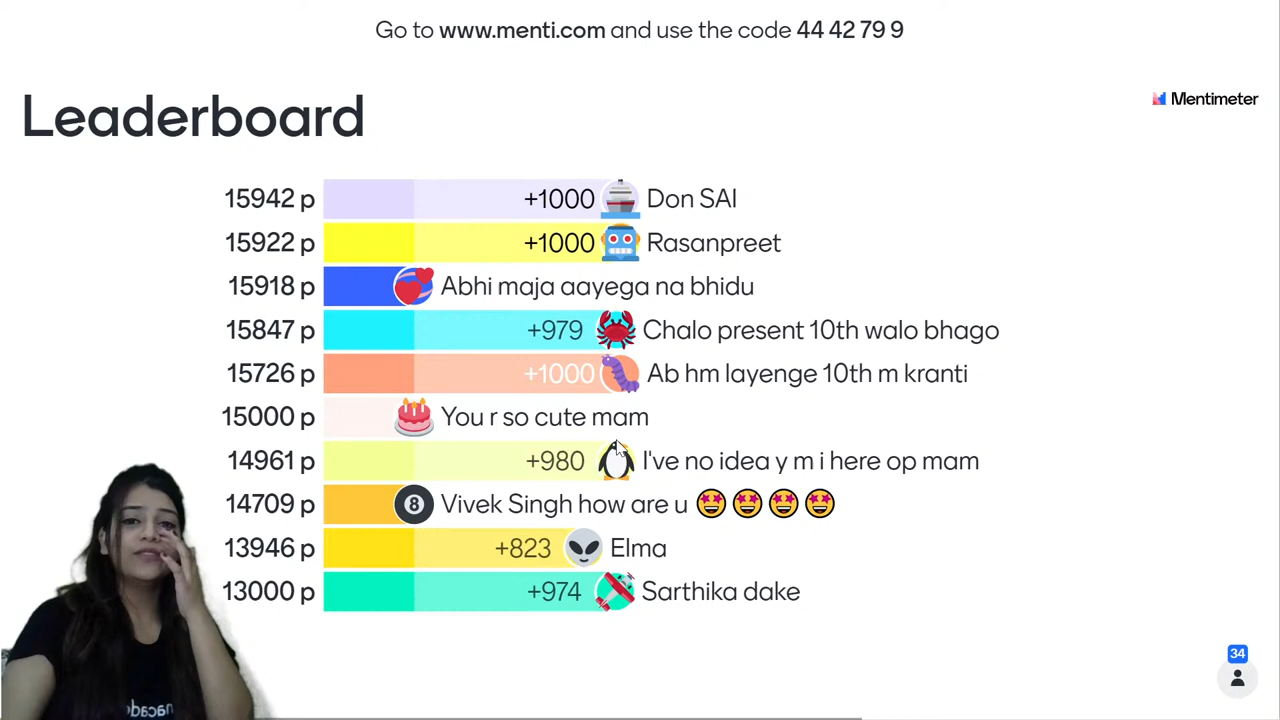 Go to www.menti.com and use the code 44 42 79 9
Leaderboard
Mentimeter
15942 p +1000 Don SAI
15922 p +1000 Rasanpreet
15918 p Abhi maja aayega na bhidu
15847 p +979 Chalo present 10th walo bhago
15726 p +1000 Ab hm layenge 10th m kranti
15000 p You r so cute mam
14961 p +980 I've no idea y m i here op mam
14709 p 8 Vivek Singh how are u 🤩 🤩 🤩 🤩
13946 p +823 Elma
13000 p +974 Sarthika dake
34